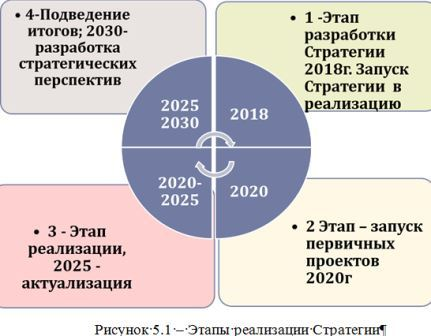 • 4-Подведение
итогов; 2030-
разработка
стратегических
перспектив
• 1 -Этап
разработки
Стратегии
2018г. Запуск
Стратегии в
реализацию
2025
2030
2018
2020-
2025
2020
• 3 - Этап
реализации,
2025 -
актуализация
• 2 Этап – запуск
первичных
проектов
2020г
Рисунок·5.1·–·Этапы·реализации·Стратегии¶